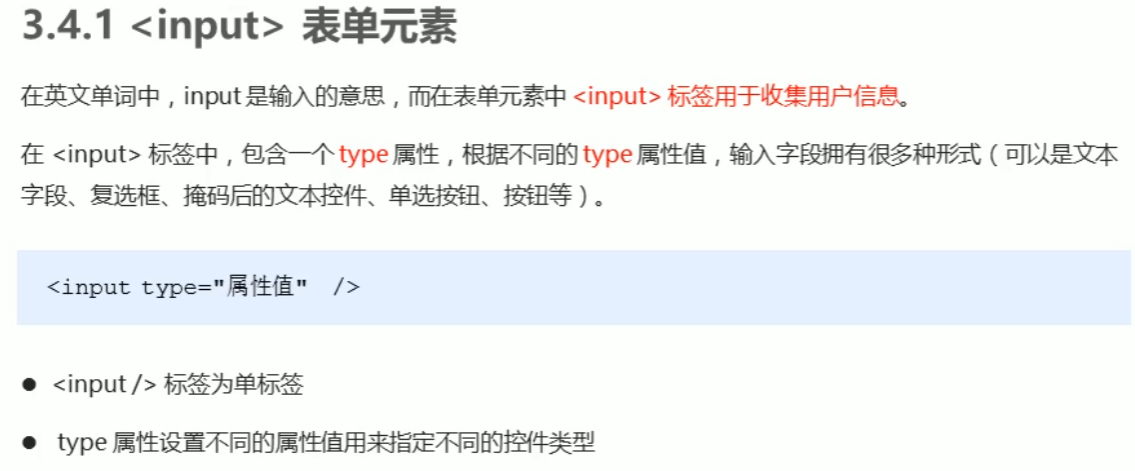 3.4.1 <input> 表单元素
在英文单词中，input 是输入的意思，而在表单元素中 <input> 标签用于收集用户信息。
在 <input> 标签中，包含一个 type 属性，根据不同的 type 属性值，输入字段拥有很多种形式（可以是文本
字段、复选框、掩码后的文本控件、单选按钮、按钮等）。
<input type="属性值" />
● <input /> 标签为单标签
● type 属性设置不同的属性值用来指定不同的控件类型